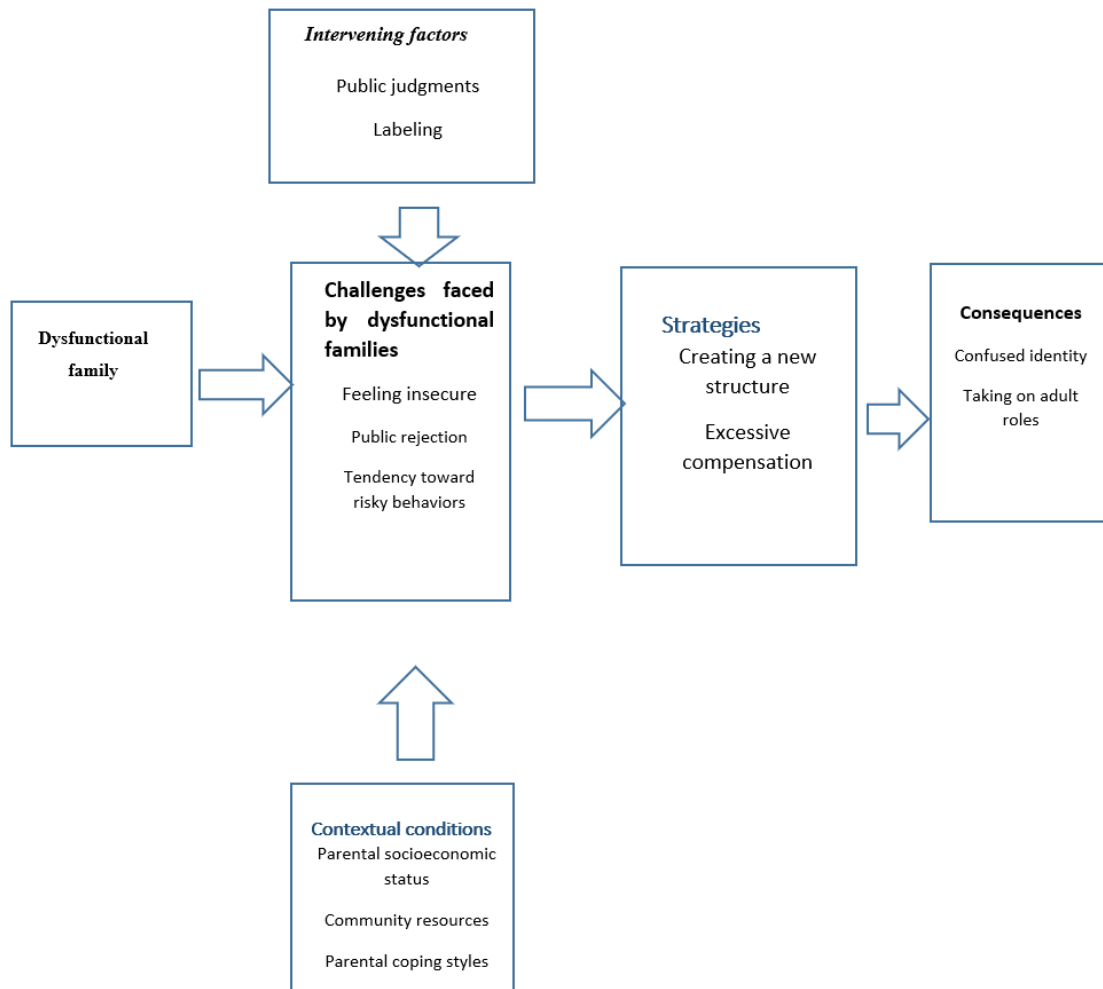 Intervening factors
Public judgments
Labeling
Dysfunctional
family
Challenges faced
by dysfunctional
families
Feeling insecure
Public rejection
Tendency toward
risky behaviors
Strategies
Creating a new
structure
Excessive
compensation
Consequences
Confused identity
Taking on adult
roles
Contextual conditions
Parental socioeconomic
status
Community resources
Parental coping styles